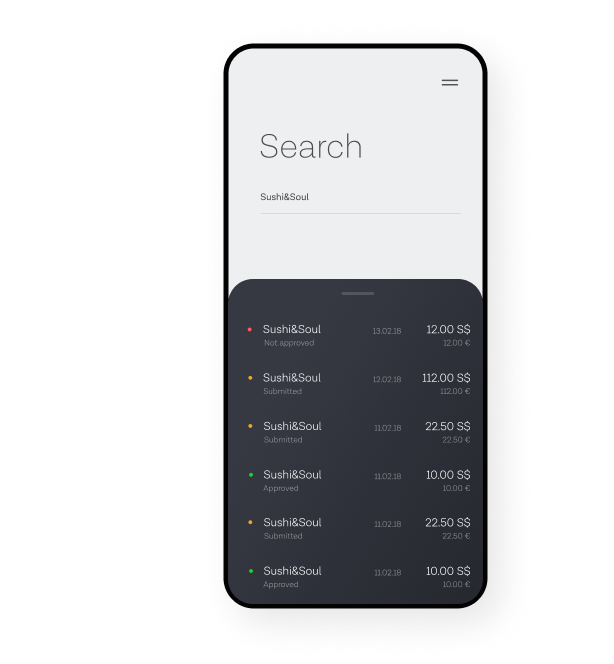 Search
Sushi&Soul
Sushi&Soul 13.02.18 12.00 S$
Not approved 12.00 €
Sushi&Soul 12.02.18 112.00 S$
Submitted 112.00 €
Sushi&Soul 11.02.18 22.50 S$
Submitted 22.50 €
Sushi&Soul 11.02.18 10.00 S$
Approved 10.00 €
Sushi&Soul 11.02.18 22.50 S$
Submitted 22.50 €
Sushi&Soul 11.02.18 10.00 S$
Approved 10.00 €